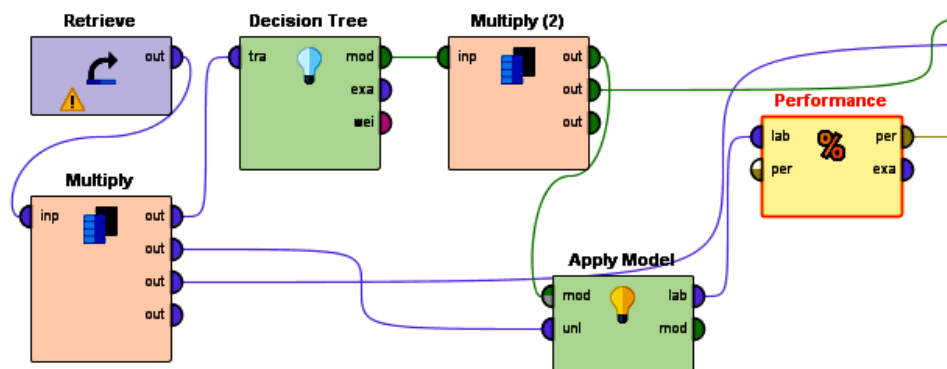 Retrieve
out
Decision Tree
tra
mod
exa
wei
Multiply (2)
inp
out
out
out
Performance
lab
per
per
exa
%
Multiply
inp
out
out
out
out
Apply Model
mod
lab
unl
mod